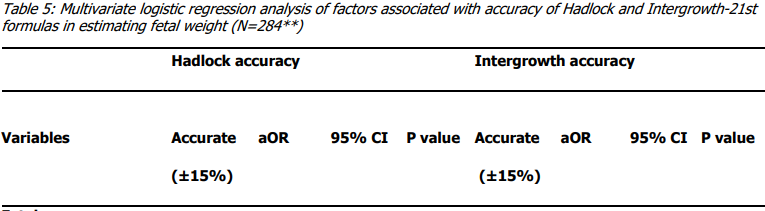 Table 5: Multivariate logistic regression analysis of factors associated with accuracy of Hadlock and Intergrowth-21st
formulas in estimating fetal weight (N=284**)
Hadlock accuracy Intergrowth accuracy
Variables Accurate aOR 95% CI P value Accurate aOR 95% CI P value
(±15%) (±15%)